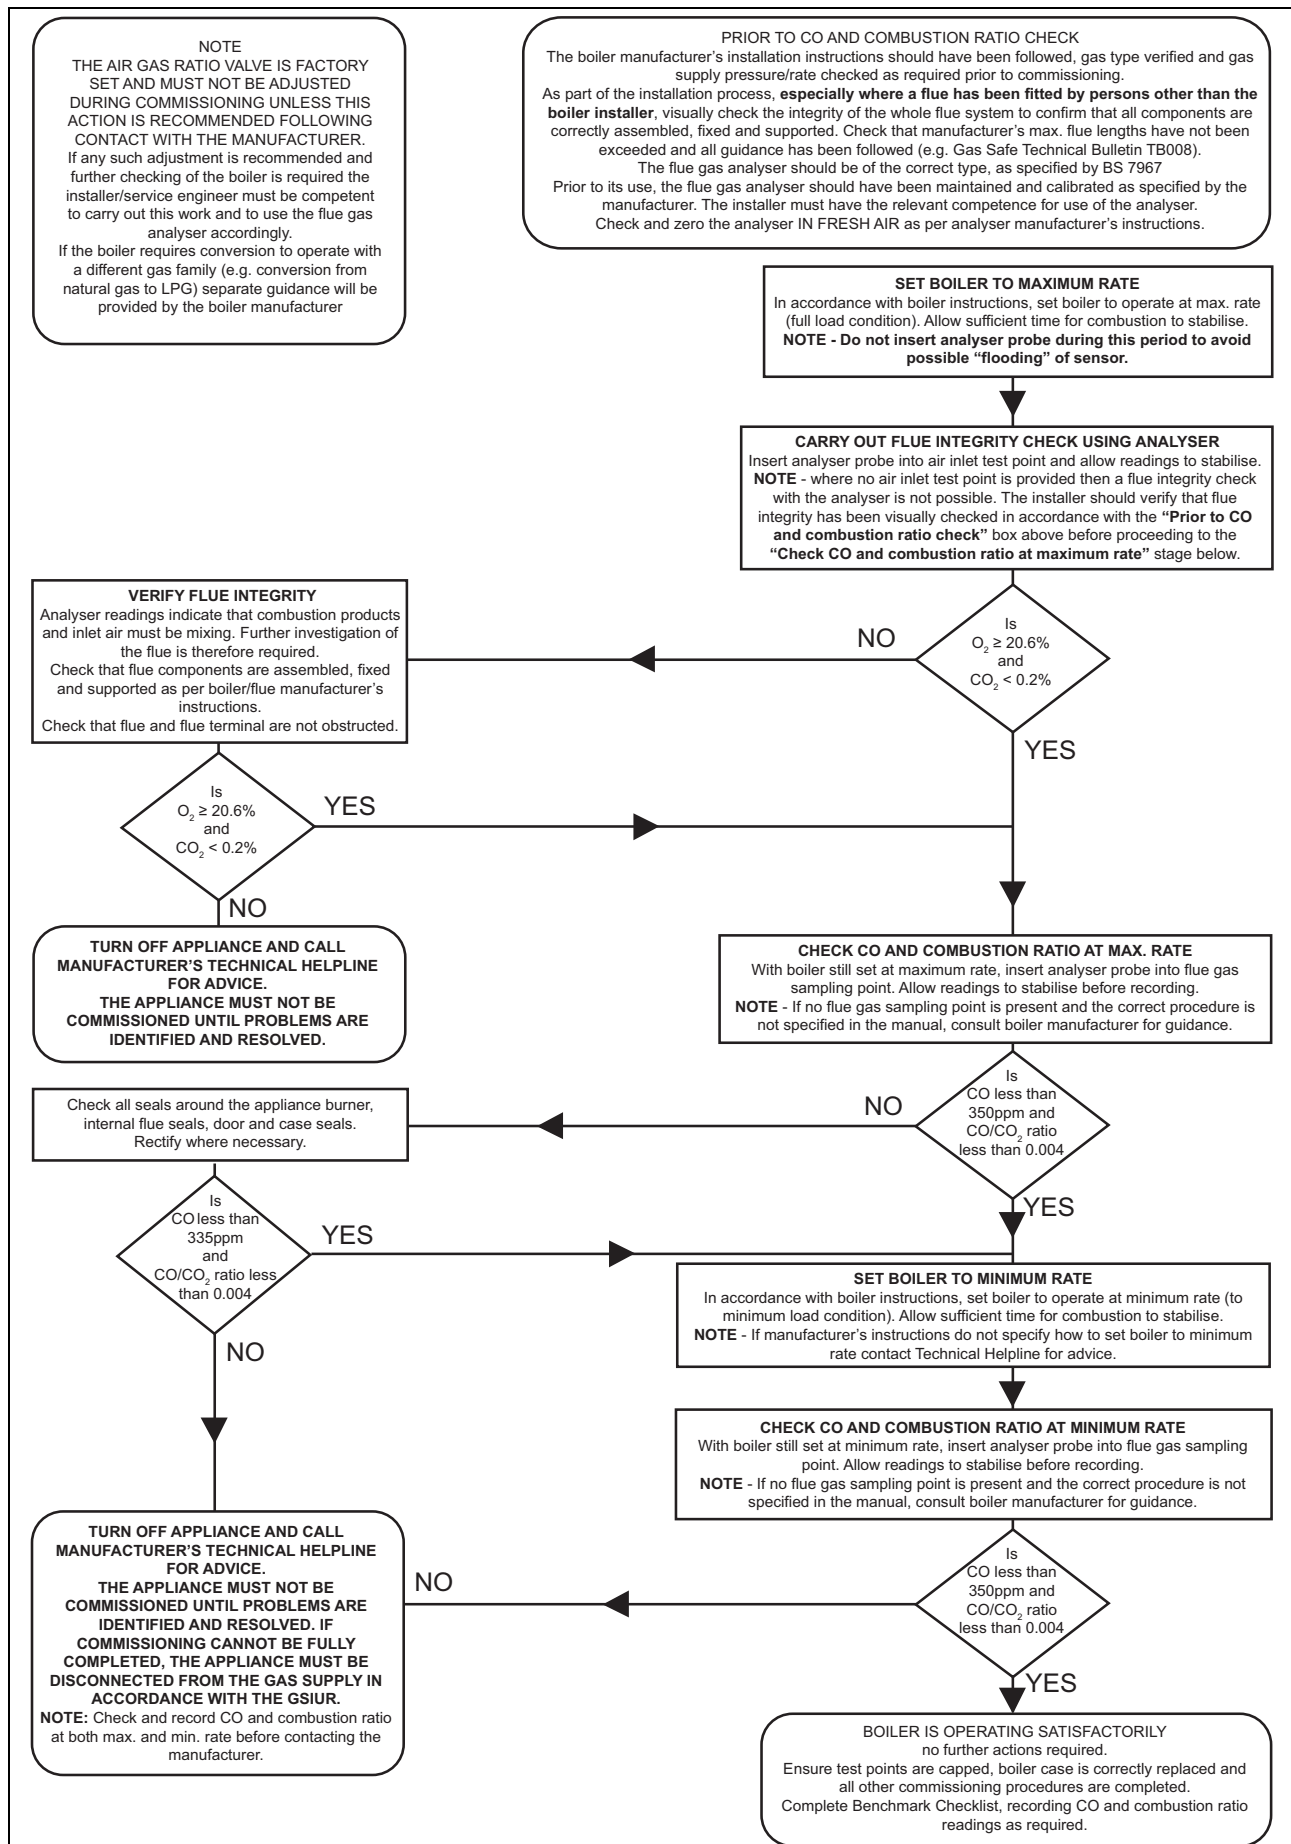 NOTE
THE AIR GAS RATIO VALVE IS FACTORY
SET AND MUST NOT BE ADJUSTED
DURING COMMISSIONING UNLESS THIS
ACTION IS RECOMMENDED FOLLOWING
CONTACT WITH THE MANUFACTURER.
If any such adjustment is recommended and
further checking of the boiler is required the
installer/service engineer must be competent
to carry out this work and to use the flue gas
analyser accordingly.
If the boiler requires conversion to operate with
a different gas family (e.g. conversion from
natural gas to LPG) separate guidance will be
provided by the boiler manufacturer
PRIOR TO CO AND COMBUSTION RATIO CHECK
The boiler manufacturer's installation instructions should have been followed, gas type verified and gas
supply pressure/rate checked as required prior to commissioning.
As part of the installation process, especially where a flue has been fitted by persons other than the
boiler installer, visually check the integrity of the whole flue system to confirm that all components are
correctly assembled, fixed and supported. Check that manufacturer's max. flue lengths have not been
exceeded and all guidance has been followed (e.g. Gas Safe Technical Bulletin TB008).
The flue gas analyser should be of the correct type, as specified by BS 7967
Prior to its use, the flue gas analyser should have been maintained and calibrated as specified by the
manufacturer. The installer must have the relevant competence for use of the analyser.
Check and zero the analyser IN FRESH AIR as per analyser manufacturer's instructions.
SET BOILER TO MAXIMUM RATE
In accordance with boiler instructions, set boiler to operate at max. rate
(full load condition). Allow sufficient time for combustion to stabilise.
NOTE - Do not insert analyser probe during this period to avoid
possible “flooding” of sensor.
CARRY OUT FLUE INTEGRITY CHECK USING ANALYSER
Insert analyser probe into air inlet test point and allow readings to stabilise.
NOTE - where no air inlet test point is provided then a flue integrity check
with the analyser is not possible. The installer should verify that flue
integrity has been visually checked in accordance with the “Prior to CO
and combustion ratio check” box above before proceeding to the
“Check CO and combustion ratio at maximum rate” stage below.
Is
O₂ ≥ 20.6%
and
CO₂ < 0.2%
NO
YES
VERIFY FLUE INTEGRITY
Analyser readings indicate that combustion products
and inlet air must be mixing. Further investigation of
the flue is therefore required.
Check that flue components are assembled, fixed
and supported as per boiler/flue manufacturer's
instructions.
Check that flue and flue terminal are not obstructed.
Is
O₂ ≥ 20.6%
and
CO₂ < 0.2%
YES
NO
TURN OFF APPLIANCE AND CALL
MANUFACTURER'S TECHNICAL HELPLINE
FOR ADVICE.
THE APPLIANCE MUST NOT BE
COMMISSIONED UNTIL PROBLEMS ARE
IDENTIFIED AND RESOLVED.
CHECK CO AND COMBUSTION RATIO AT MAX. RATE
With boiler still set at maximum rate, insert analyser probe into flue gas
sampling point. Allow readings to stabilise before recording.
NOTE - If no flue gas sampling point is present and the correct procedure is
not specified in the manual, consult boiler manufacturer for guidance.
Is
CO less than
350ppm and
CO/CO₂ ratio
less than 0.004
NO
YES
Check all seals around the appliance burner,
internal flue seals, door and case seals.
Rectify where necessary.
Is
CO less than
335ppm
and
CO/CO₂ ratio less
than 0.004
YES
NO
SET BOILER TO MINIMUM RATE
In accordance with boiler instructions, set boiler to operate at minimum rate (to
minimum load condition). Allow sufficient time for combustion to stabilise.
NOTE - If manufacturer's instructions do not specify how to set boiler to minimum
rate contact Technical Helpline for advice.
CHECK CO AND COMBUSTION RATIO AT MINIMUM RATE
With boiler still set at minimum rate, insert analyser probe into flue gas sampling
point. Allow readings to stabilise before recording.
NOTE - If no flue gas sampling point is present and the correct procedure is not
specified in the manual, consult boiler manufacturer for guidance.
Is
CO less than
350ppm and
CO/CO₂ ratio
less than 0.004
NO
YES
TURN OFF APPLIANCE AND CALL
MANUFACTURER'S TECHNICAL HELPLINE
FOR ADVICE.
THE APPLIANCE MUST NOT BE
COMMISSIONED UNTIL PROBLEMS ARE
IDENTIFIED AND RESOLVED. IF
COMMISSIONING CANNOT BE FULLY
COMPLETED, THE APPLIANCE MUST BE
DISCONNECTED FROM THE GAS SUPPLY IN
ACCORDANCE WITH THE GSIUR.
NOTE: Check and record CO and combustion ratio
at both max. and min. rate before contacting the
manufacturer.
BOILER IS OPERATING SATISFACTORILY
no further actions required.
Ensure test points are capped, boiler case is correctly replaced and
all other commissioning procedures are completed.
Complete Benchmark Checklist, recording CO and combustion ratio
readings as required.